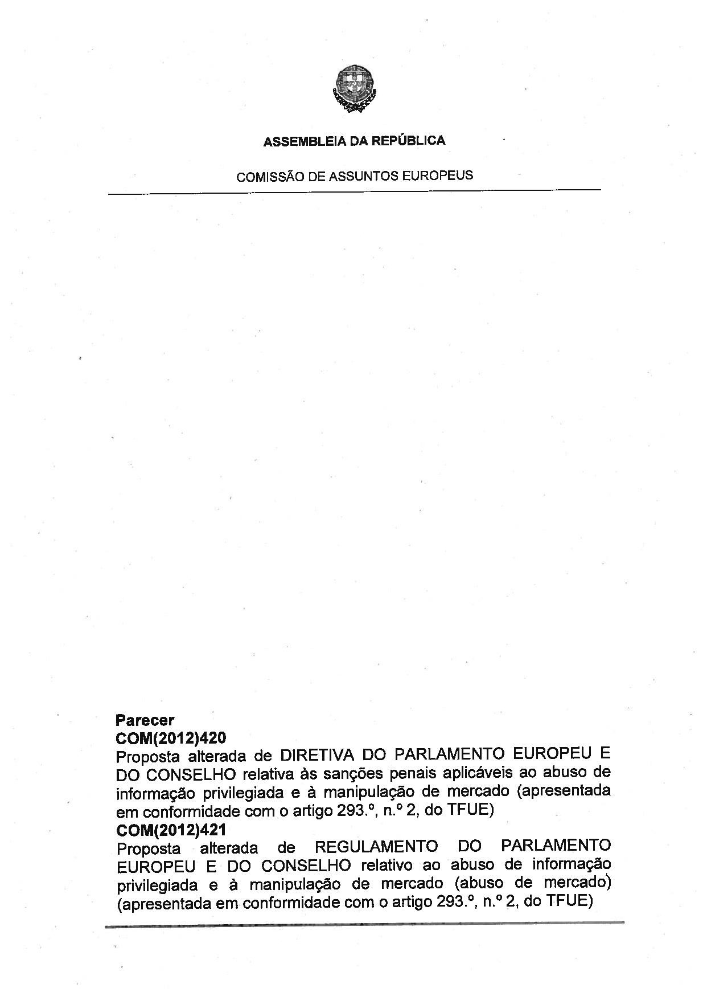 ASSEMBLEIA DA REPÚBLICA
COMISSÃO DE ASSUNTOS EUROPEUS
Parecer
COM(2012)420
Proposta alterada de DIRETIVA DO PARLAMENTO EUROPEU E
DO CONSELHO relativa às sanções penais aplicáveis ao abuso de
informação privilegiada e à manipulação de mercado (apresentada
em conformidade com o artigo 293.º, n.º 2, do TFUE)
COM(2012)421
Proposta alterada de REGULAMENTO DO PARLAMENTO
EUROPEU E DO CONSELHO relativo ao abuso de informação
privilegiada e à manipulação de mercado (abuso de mercado)
(apresentada em conformidade com o artigo 293.º, n.º 2, do TFUE)